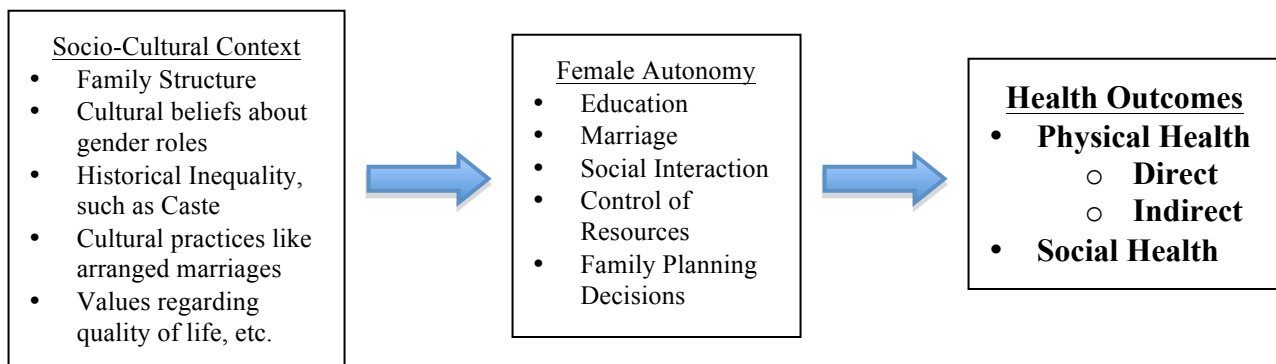 Socio-Cultural Context
• Family Structure
• Cultural beliefs about
gender roles
• Historical Inequality,
such as Caste
• Cultural practices like
arranged marriages
• Values regarding
quality of life, etc.
Female Autonomy
• Education
• Marriage
• Social Interaction
• Control of
Resources
• Family Planning
Decisions
Health Outcomes
• Physical Health
o Direct
o Indirect
• Social Health